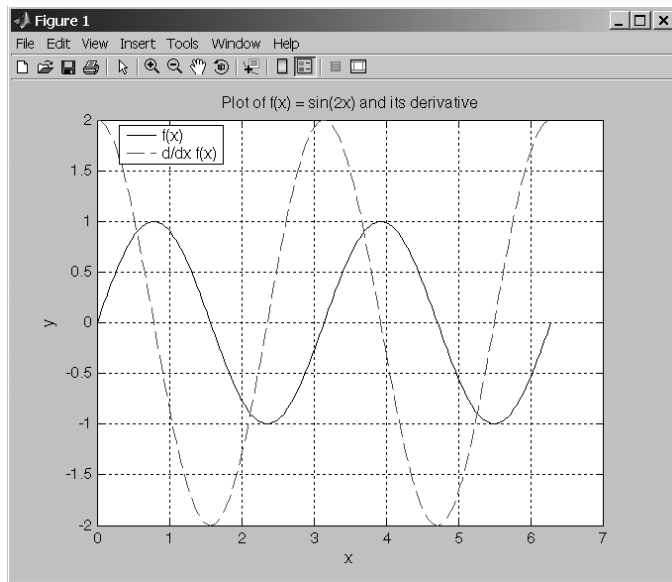 Figure 1
File Edit View Insert Tools Window Help
Plot of f(x) = sin(2x) and its derivative
f(x)
d/dx f(x)
2
1.5
1
0.5
0
-0.5
-1
-1.5
-2
y
0 1 2 3 4 5 6 7
x